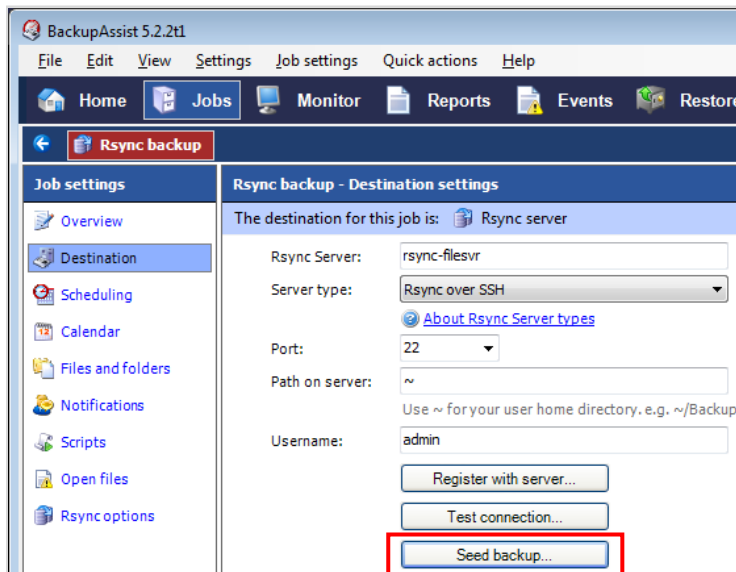 BackupAssist 5.2.2t1
File Edit View Settings Job settings Quick actions Help
Home Jobs Monitor Reports Events Restore
Rsync backup
Job settings
Rsync backup - Destination settings
Overview
The destination for this job is: Rsync server
Destination
Rsync Server: rsync-filesvr
Scheduling
Server type: Rsync over SSH
About Rsync Server types
Calendar
Port: 22
Files and folders
Path on server: ~
Notifications
Use ~ for your user home directory. e.g. ~/Backup
Scripts
Username: admin
Open files
Register with server...
Rsync options
Test connection...
Seed backup...